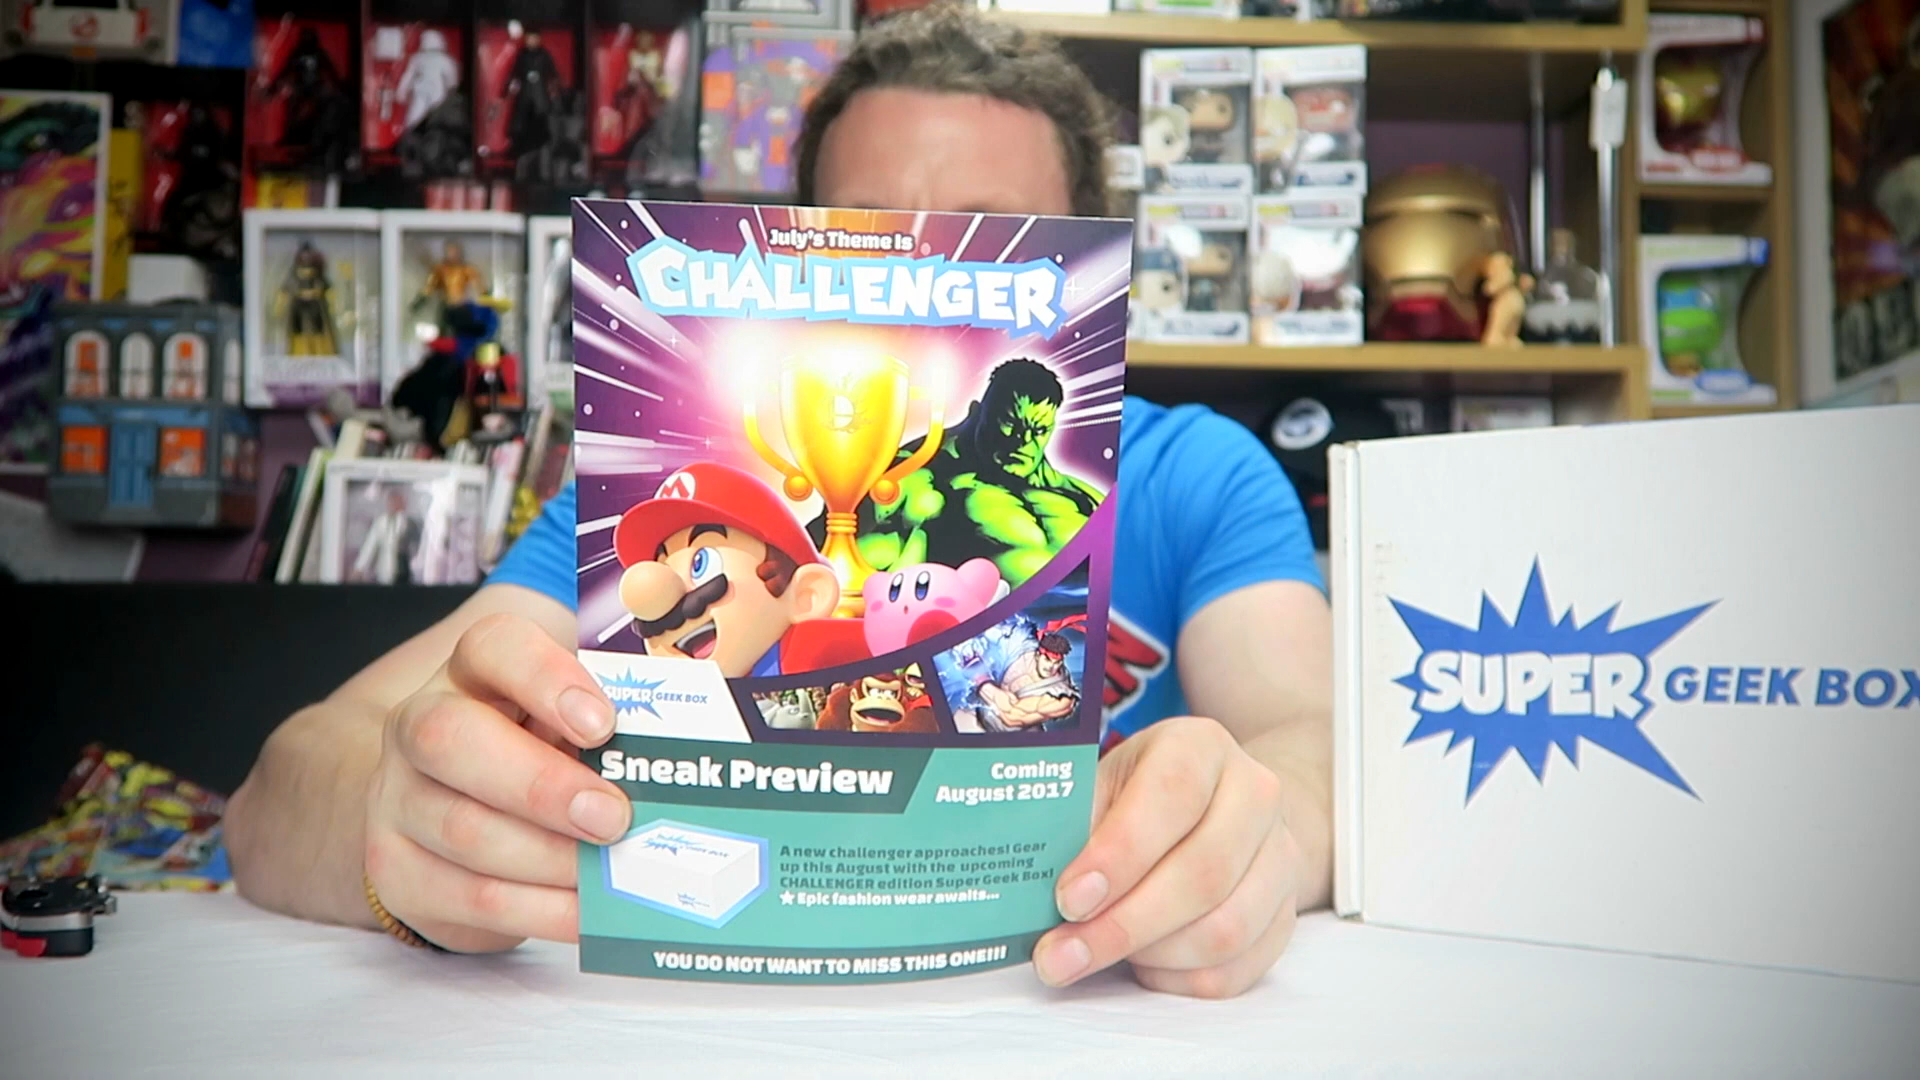 July's Theme Is
CHALLENGER
SUPER GEEK BOX
Sneak Preview
Coming
August 2017
A new challenger approaches! Gear
up this August with the upcoming
CHALLENGER edition Super Geek Box!
★ Epic fashion wear awaits...
YOU DO NOT WANT TO MISS THIS ONE!!!
SUPER GEEK BOX